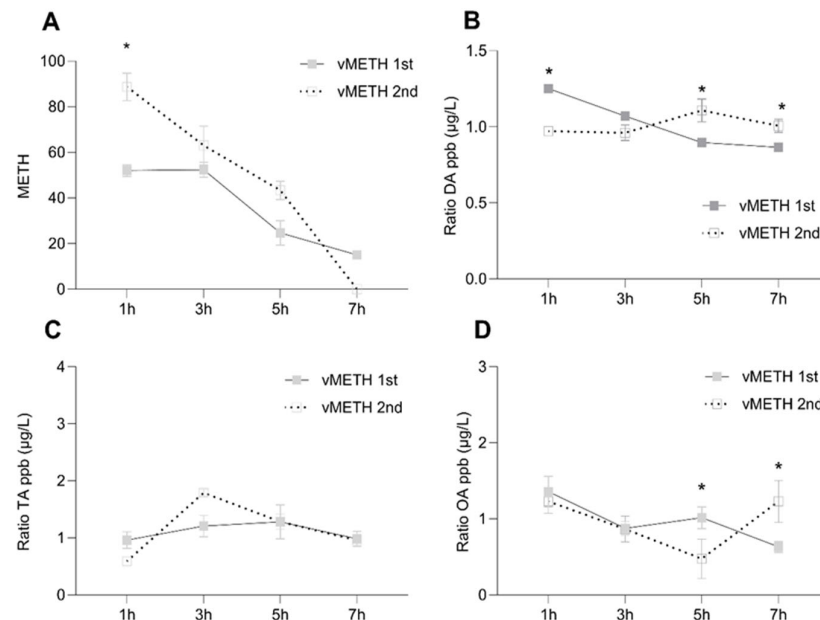 A
*
vMETH 1st
vMETH 2nd
METH
100
80
60
40
20
0
1h 3h 5h 7h
B
* * *
vMETH 1st
vMETH 2nd
Ratio DA ppb (µg/L)
1.5
1.0
0.5
0.0
1h 3h 5h 7h
C
vMETH 1st
vMETH 2nd
Ratio TA ppb (µg/L)
4
3
2
1
0
1h 3h 5h 7h
D
vMETH 1st
vMETH 2nd
* *
Ratio OA ppb (µg/L)
3
2
1
0
1h 3h 5h 7h